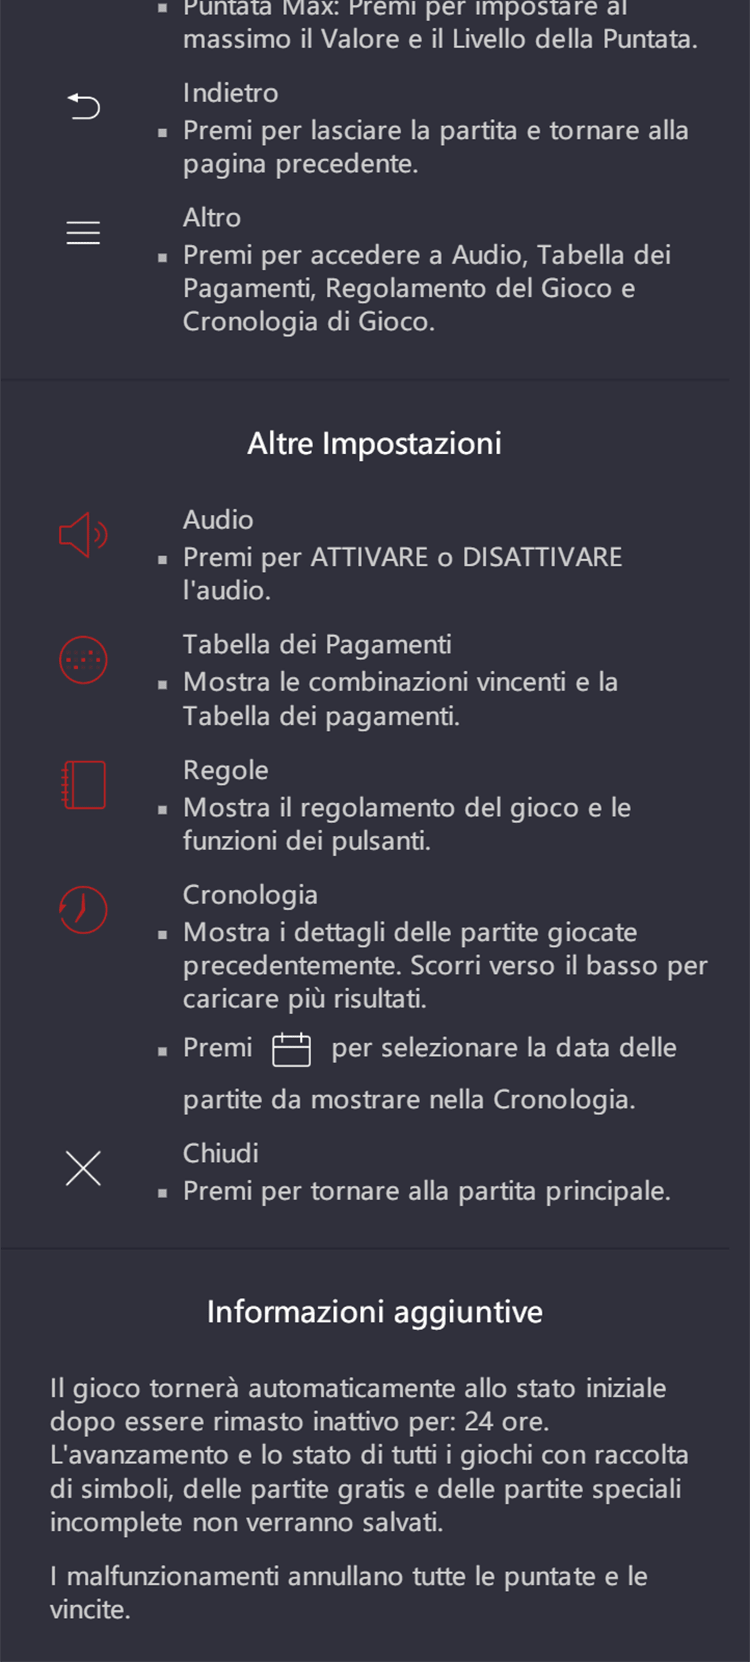 ▪ Puntata Max: Premi per impostare al
massimo il Valore e il Livello della Puntata.
Indietro
▪ Premi per lasciare la partita e tornare alla
pagina precedente.
Altro
▪ Premi per accedere a Audio, Tabella dei
Pagamenti, Regolamento del Gioco e
Cronologia di Gioco.
Altre Impostazioni
Audio
▪ Premi per ATTIVARE o DISATTIVARE
l'audio.
Tabella dei Pagamenti
▪ Mostra le combinazioni vincenti e la
Tabella dei pagamenti.
Regole
▪ Mostra il regolamento del gioco e le
funzioni dei pulsanti.
Cronologia
▪ Mostra i dettagli delle partite giocate
precedentemente. Scorri verso il basso per
caricare più risultati.
▪ Premi per selezionare la data delle
partite da mostrare nella Cronologia.
Chiudi
▪ Premi per tornare alla partita principale.
Informazioni aggiuntive
Il gioco tornerà automaticamente allo stato iniziale
dopo essere rimasto inattivo per: 24 ore.
L'avanzamento e lo stato di tutti i giochi con raccolta
di simboli, delle partite gratis e delle partite speciali
incomplete non verranno salvati.
I malfunzionamenti annullano tutte le puntate e le
vincite.